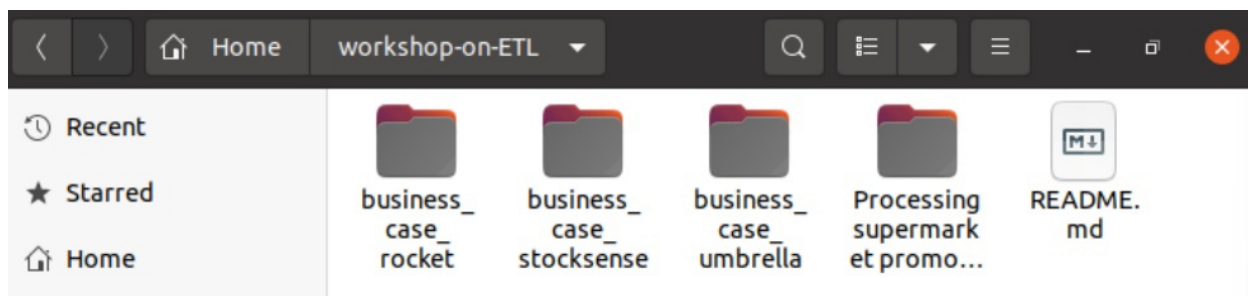 Home workshop-on-ETL
Recent
Starred
Home
business_
case_
rocket
business_
case_
stocksense
business_
case_
umbrella
Processing
supermark
et promo...
README.
md
M